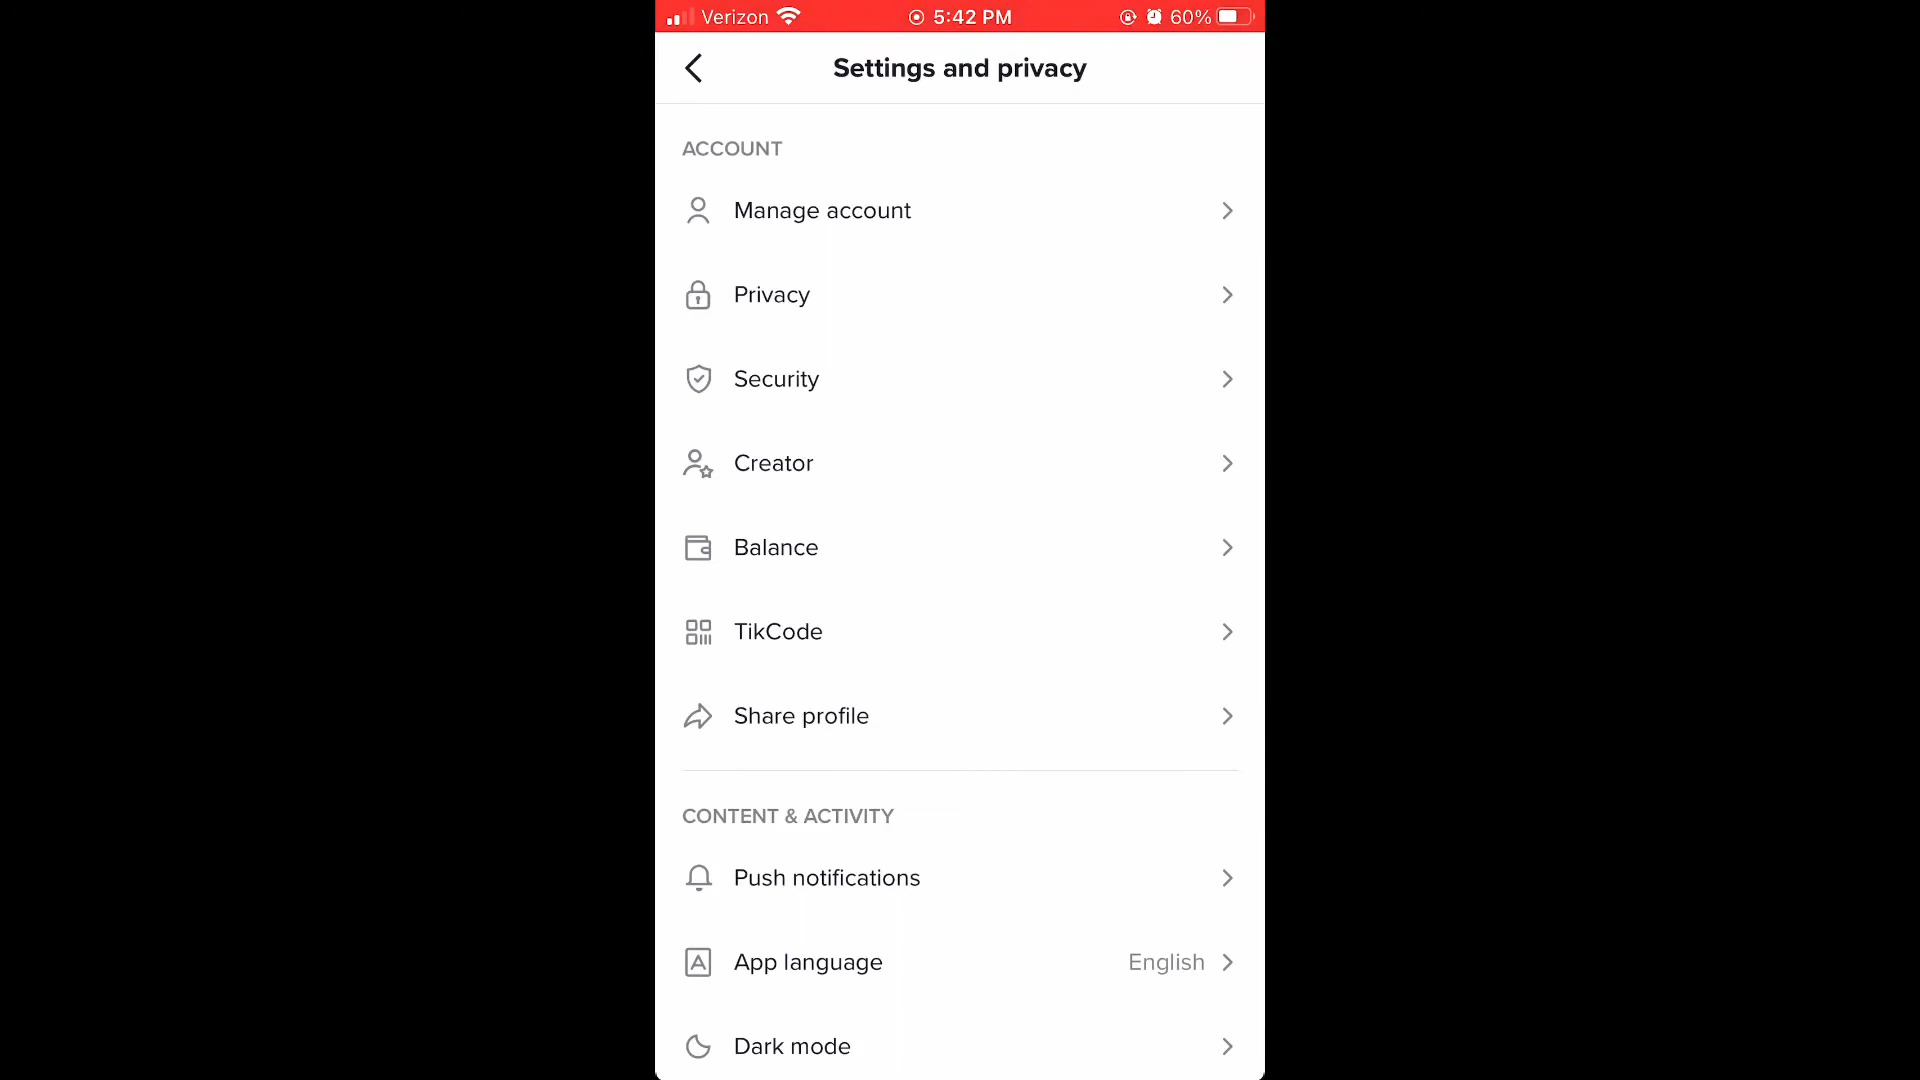 Verizon 5:42 PM 60%
Settings and privacy
ACCOUNT
Manage account
Privacy
Security
Creator
Balance
TikCode
Share profile
CONTENT & ACTIVITY
Push notifications
App language English
Dark mode